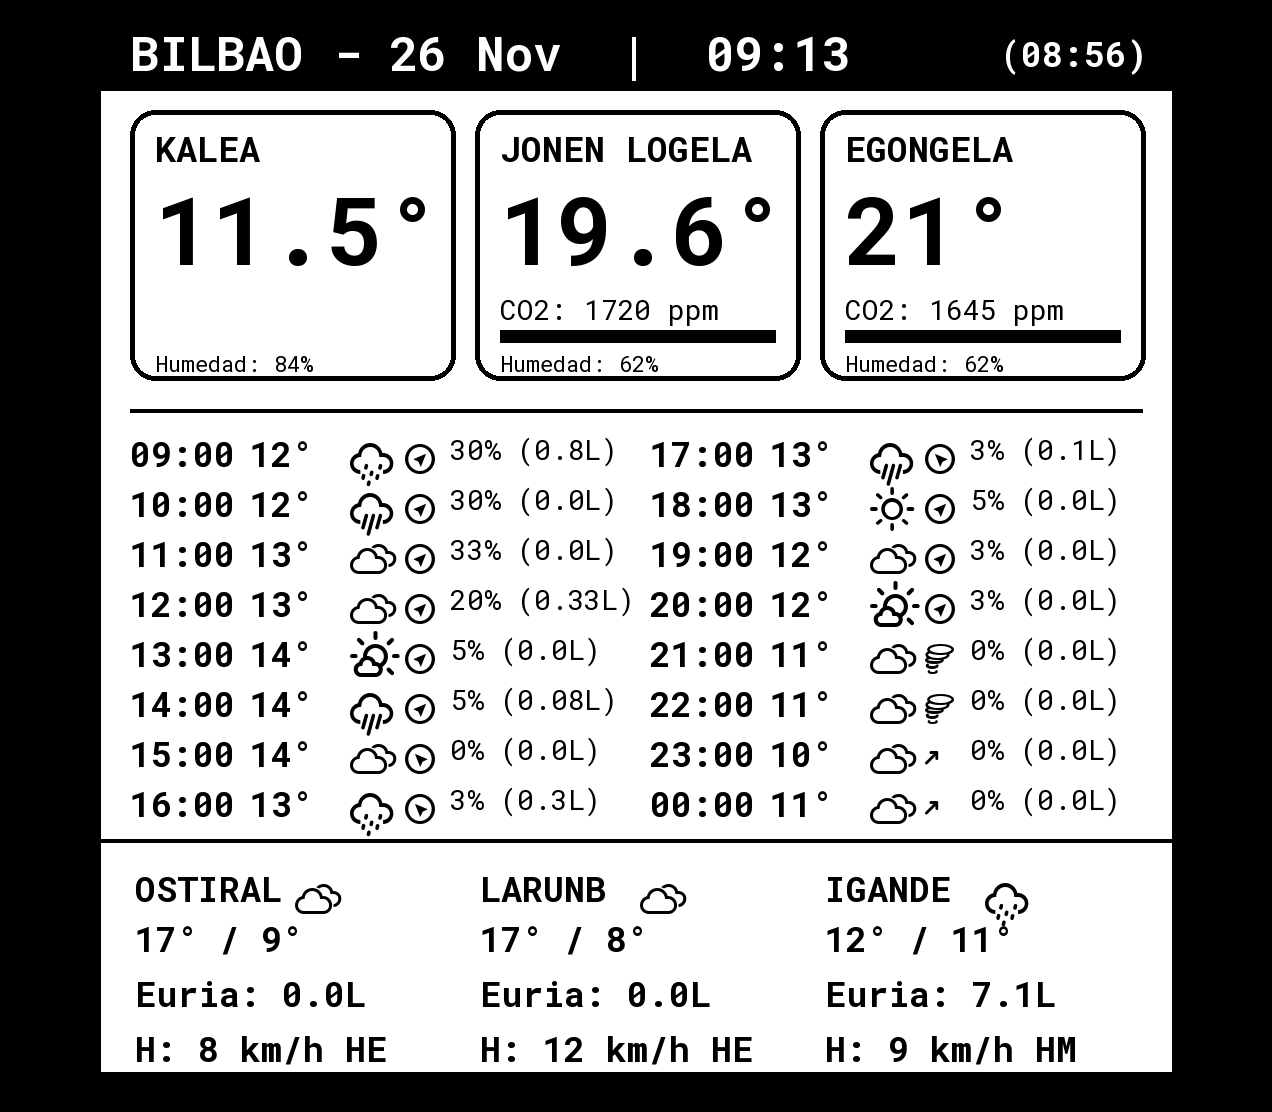 BILBAO - 26 Nov | 09:13 (08:56)
KALEA
11.5°
Humedad: 84%
JONEN LOGELA
19.6°
CO2: 1720 ppm
Humedad: 62%
EGONGELA
21°
CO2: 1645 ppm
Humedad: 62%
09:00 12° 30% (0.8L)
10:00 12° 30% (0.0L)
11:00 13° 33% (0.0L)
12:00 13° 20% (0.33L)
13:00 14° 5% (0.0L)
14:00 14° 5% (0.08L)
15:00 14° 0% (0.0L)
16:00 13° 3% (0.3L)
17:00 13° 3% (0.1L)
18:00 13° 5% (0.0L)
19:00 12° 3% (0.0L)
20:00 12° 3% (0.0L)
21:00 11° 0% (0.0L)
22:00 11° 0% (0.0L)
23:00 10° 0% (0.0L)
00:00 11° 0% (0.0L)
OSTIRAL
17° / 9°
Euria: 0.0L
H: 8 km/h HE
LARUNB
17° / 8°
Euria: 0.0L
H: 12 km/h HE
IGANDE
12° / 11°
Euria: 7.1L
H: 9 km/h HM